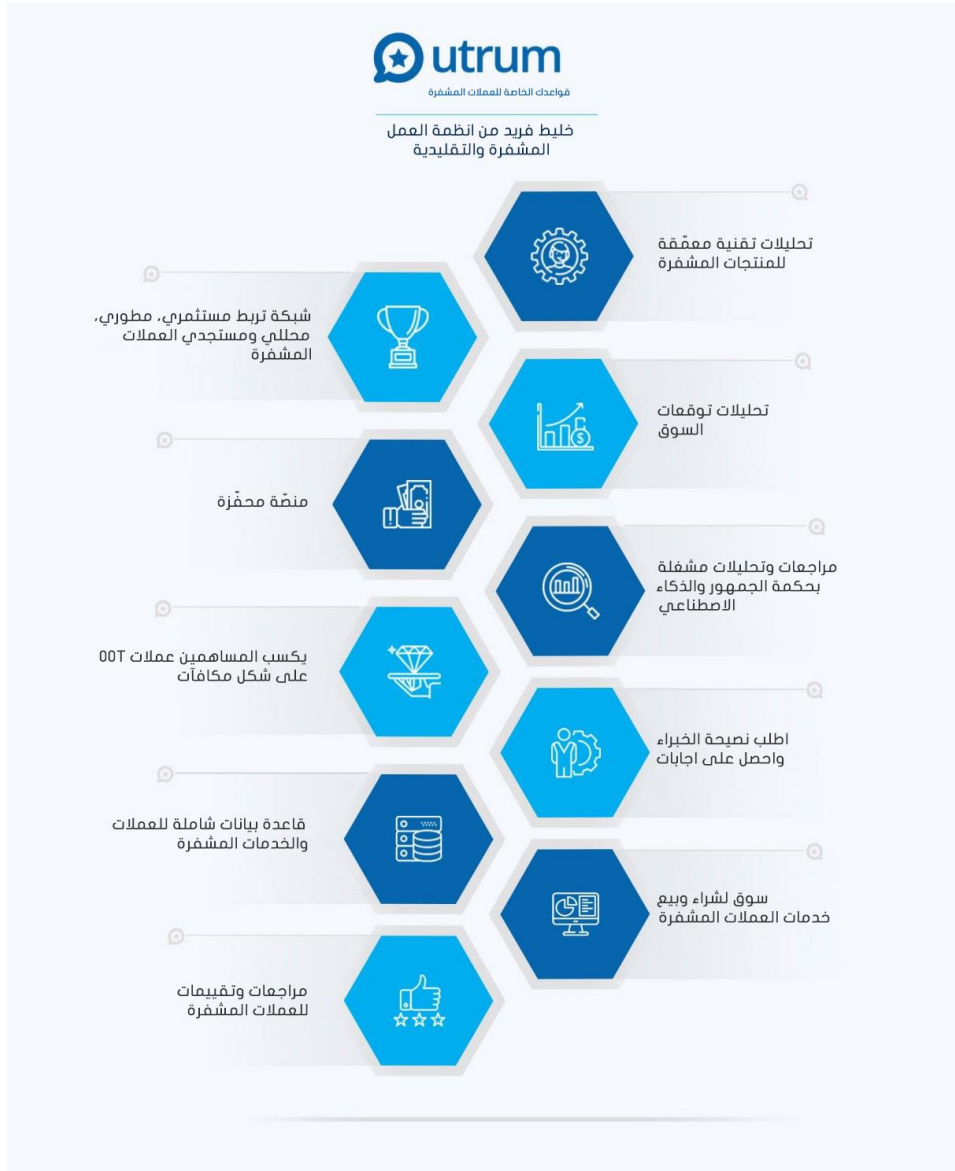 utrum
قواعدك الخاصة للعملات المشفرة
خليط فريد من انظمة العمل
المشفرة والتقليدية
تحليلات تقنية معمّقة
للمنتجات المشفرة
شبكة تربط مستثمري، مطوري،
محللي ومستجدي العملات
المشفرة
تحليلات توقعات
السوق
منصّة محفّزة
مراجعات وتحليلات مشغلة
بحكمة الجمهور والذكاء
الاصطناعي
يكسب المساهمين عملات OOT
على شكل مكافآت
اطلب نصيحة الخبراء
واحصل على اجابات
قاعدة بيانات شاملة للعملات
والخدمات المشفرة
سوق لشراء وبيع
خدمات العملات المشفرة
مراجعات وتقييمات
للعملات المشفرة